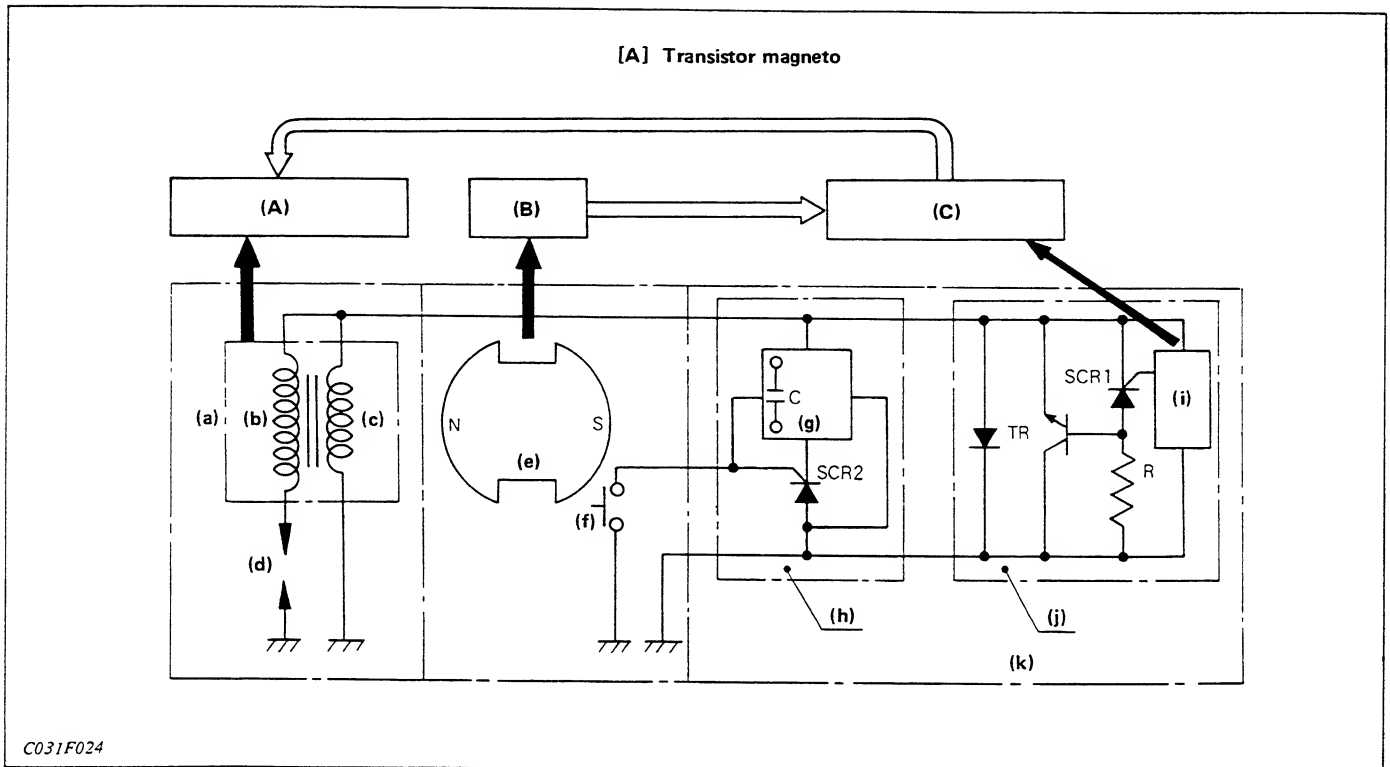 [A] Transistor magneto
(A)
(B)
(C)
(a)
(b)
(c)
(d)
N
S
(e)
(f)
C
(g)
SCR2
(h)
TR
SCR1
(i)
R
(j)
(k)
C031F024